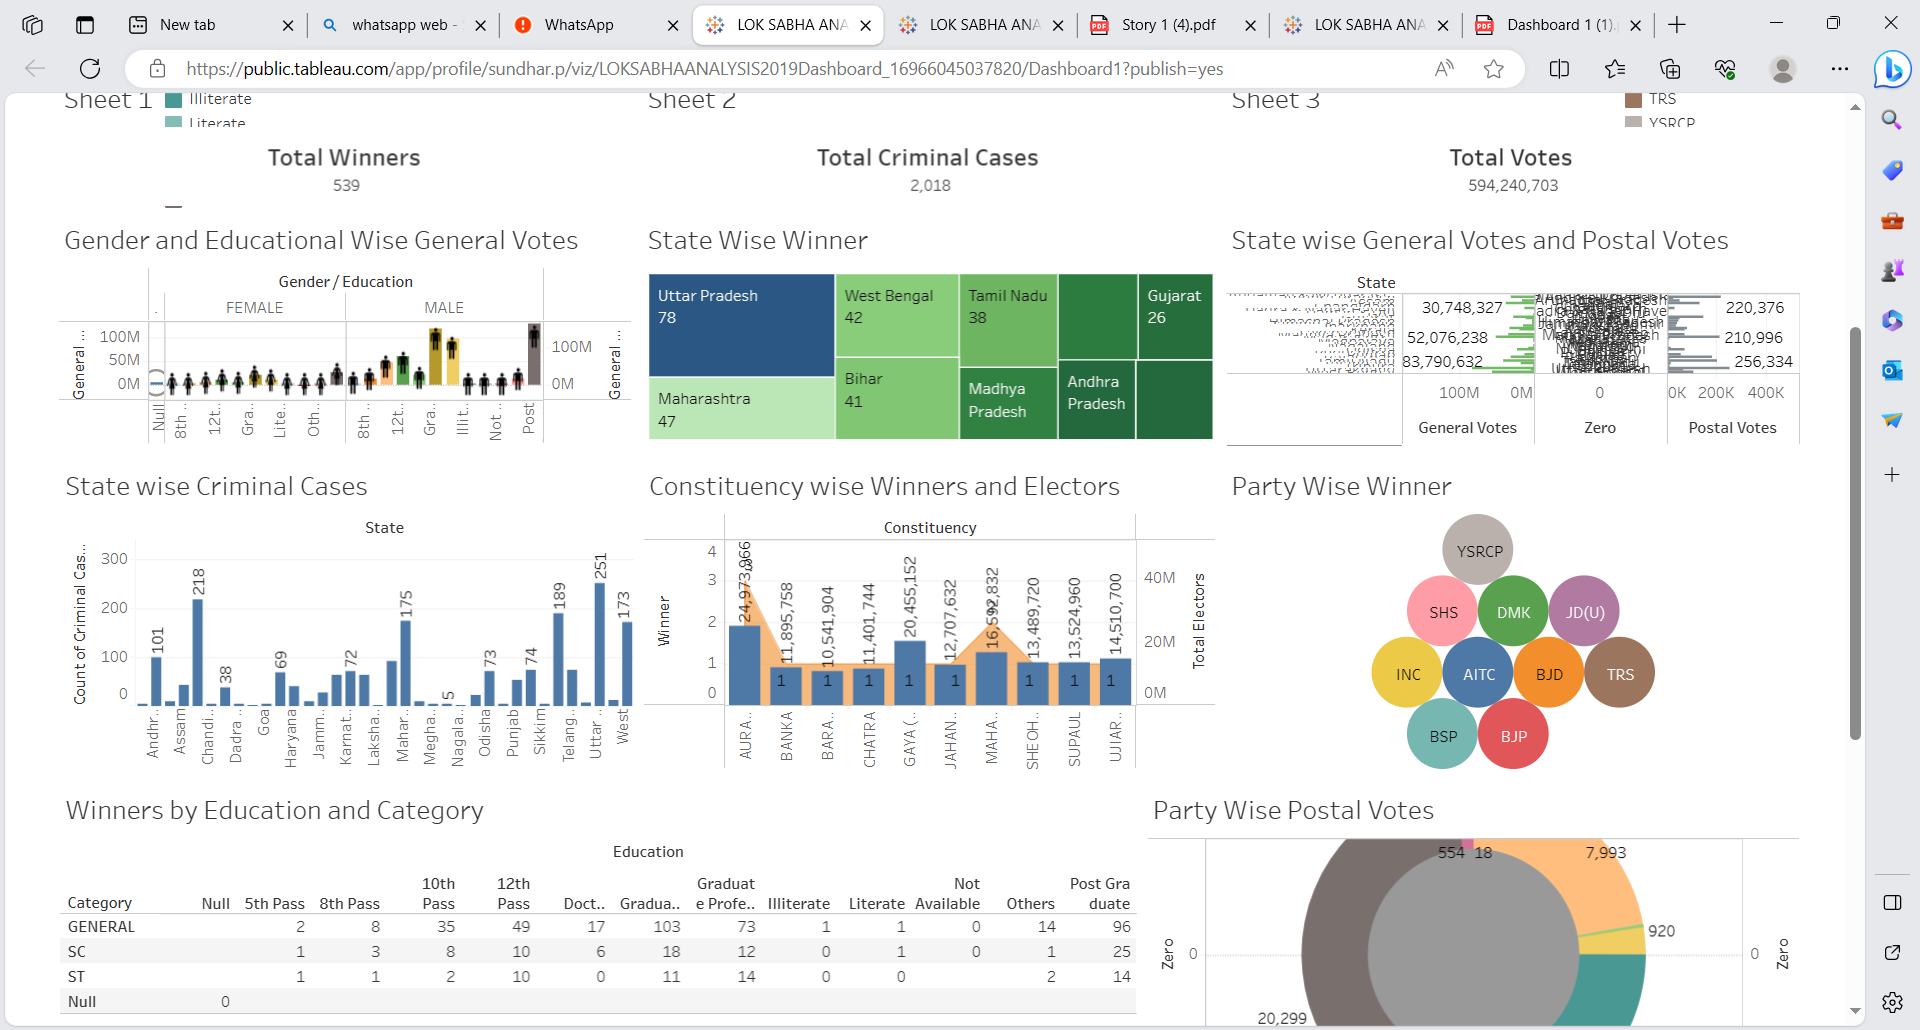 New tab
whatsapp web -
WhatsApp
LOK SABHA ANA
LOK SABHA ANA
Story 1 (4).pdf
LOK SABHA ANA
Dashboard 1 (1).
https://public.tableau.com/app/profile/sundhar.p/viz/LOKSABHAANALYSIS2019Dashboard_16966045037820/Dashboard1?publish=yes
Sheet 1
Illiterate
Literate
Sheet 2
Sheet 3
TRS
YSRCP
Total Winners
539
Total Criminal Cases
2,018
Total Votes
594,240,703
Gender and Educational Wise General Votes
Gender / Education
FEMALE MALE
General ..
100M
50M
0M
100M
0M
General ...
Null
8th ..
12t..
Gra..
Lite..
Oth..
8th ..
12t..
Gra..
Illit..
Not ..
Post
State Wise Winner
Uttar Pradesh
78
Maharashtra
47
West Bengal
42
Bihar
41
Tamil Nadu
38
Madhya
Pradesh
Andhra
Pradesh
Gujarat
26
State wise General Votes and Postal Votes
State
30,748,327
52,076,238
83,790,632
220,376
210,996
256,334
100M 0M
0
0K 200K 400K
General Votes
Zero
Postal Votes
State wise Criminal Cases
State
Count of Criminal Cas...
300
200
100
0
101
218
38
69
72
175
5
73
74
189
251
173
Andhr..
Assam
Chandi..
Dadra ..
Goa
Haryana
Jamm..
Karnat..
Laksha..
Mahar..
Megha..
Nagala..
Odisha
Punjab
Sikkim
Telang..
Uttar ..
West
Constituency wise Winners and Electors
Constituency
Winner
4
3
2
1
0
24,973,966
11,895,758
10,541,904
11,401,744
20,455,152
12,707,632
16,592,832
13,489,720
13,524,960
14,510,700
1 1 1 1 1 1 1 1
40M
20M
0M
Total Electors
AURA..
BANKA
BARA..
CHATRA
GAYA (..
JAHAN..
MAHA..
SHEOH..
SUPAUL
UJIAR..
Party Wise Winner
YSRCP
SHS DMK JD(U)
INC AITC BJD TRS
BSP BJP
Winners by Education and Category
Education
Category Null 5th Pass 8th Pass 10th Pass 12th Pass Doct.. Gradua.. Graduat e Profe.. Illiterate Literate Not Available Others Post Gra duate
GENERAL 2 8 35 49 17 103 73 1 1 0 14 96
SC 1 3 8 10 6 18 12 0 1 0 1 25
ST 1 1 2 10 0 11 14 0 0 2 14
Null 0
Party Wise Postal Votes
554 18 7,993
920
Zero
0
0
Zero
20,299